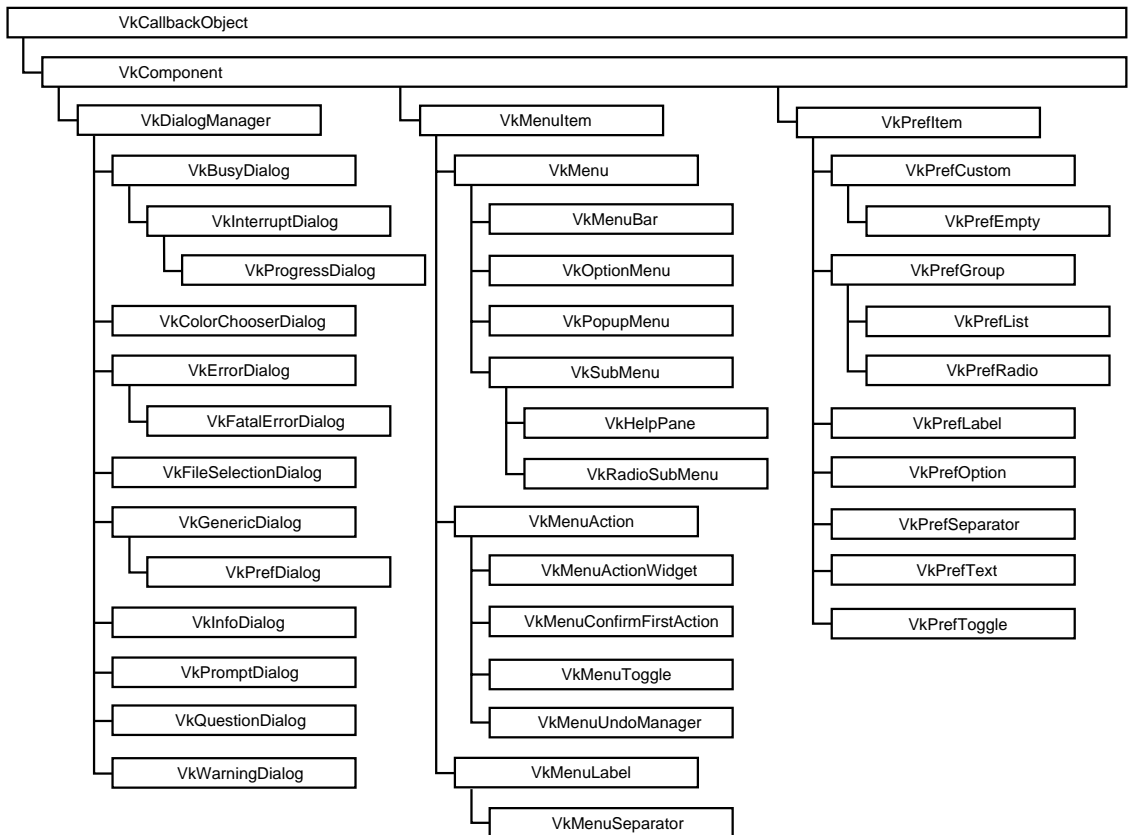 VkCallbackObject
VkComponent
VkDialogManager
VkBusyDialog
VkInterruptDialog
VkProgressDialog
VkColorChooserDialog
VkErrorDialog
VkFatalErrorDialog
VkFileSelectionDialog
VkGenericDialog
VkPrefDialog
VkInfoDialog
VkPromptDialog
VkQuestionDialog
VkWarningDialog
VkMenuItem
VkMenu
VkMenuBar
VkOptionMenu
VkPopupMenu
VkSubMenu
VkHelpPane
VkRadioSubMenu
VkMenuAction
VkMenuActionWidget
VkMenuConfirmFirstAction
VkMenuToggle
VkMenuUndoManager
VkMenuLabel
VkMenuSeparator
VkPrefItem
VkPrefCustom
VkPrefEmpty
VkPrefGroup
VkPrefList
VkPrefRadio
VkPrefLabel
VkPrefOption
VkPrefSeparator
VkPrefText
VkPrefToggle